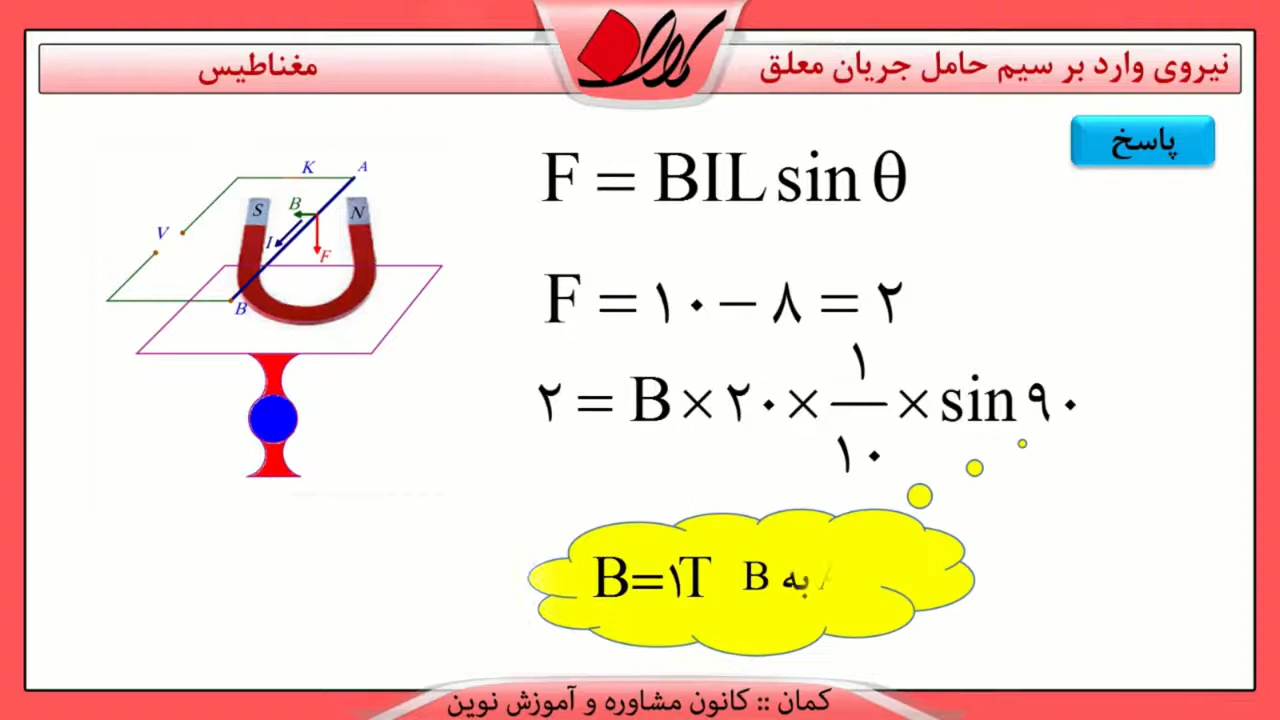 نیروی وارد بر سیم حامل جریان معلق
مغناطیس
کمان
پاسخ
F = BIL sin θ
F = ۱۰ − ۸ = ۲
۲ = B × ۲۰ × ۱/۱۰ × sin ۹۰
B=۱T B به A
K A
S B N
V I F
B
کمان :: کانون مشاوره و آموزش نوین